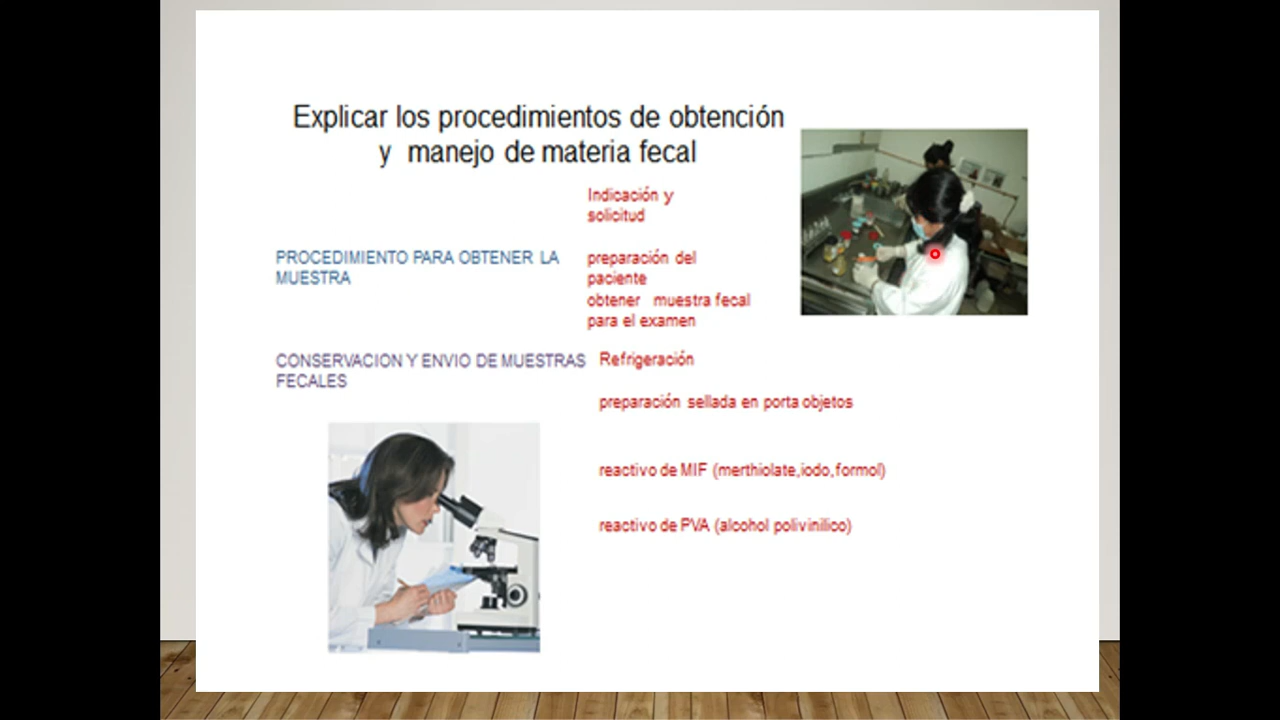 Explicar los procedimientos de obtención
y manejo de materia fecal
Indicación y
solicitud
PROCEDIMIENTO PARA OBTENER LA
MUESTRA
preparación del
paciente
obtener muestra fecal
para el examen
CONSERVACION Y ENVIO DE MUESTRAS
FECALES
Refrigeración
preparación sellada en porta objetos
reactivo de MIF (merthiolate,iodo,formol)
reactivo de PVA (alcohol polivinilico)